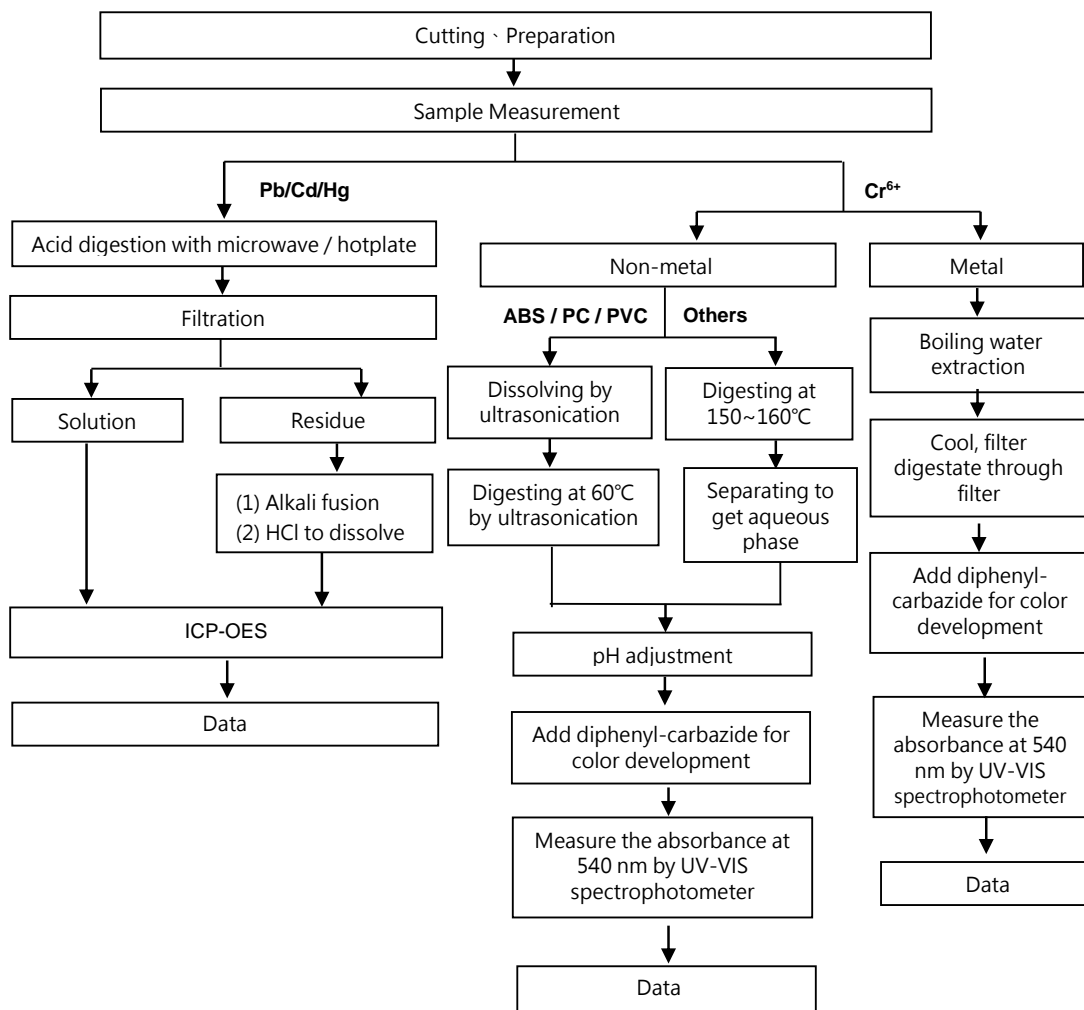 Cutting、Preparation
Sample Measurement
Pb/Cd/Hg
Acid digestion with microwave / hotplate
Filtration
Solution
Residue
(1) Alkali fusion
(2) HCl to dissolve
ICP-OES
Data
Cr⁶⁺
Non-metal
ABS / PC / PVC
Others
Dissolving by
ultrasonication
Digesting at 60℃
by ultrasonication
Digesting at
150~160℃
Separating to
get aqueous
phase
pH adjustment
Add diphenyl-carbazide for
color development
Measure the absorbance at
540 nm by UV-VIS
spectrophotometer
Data
Metal
Boiling water
extraction
Cool, filter
digestate through
filter
Add diphenyl-
carbazide for color
development
Measure the
absorbance at 540
nm by UV-VIS
spectrophotometer
Data